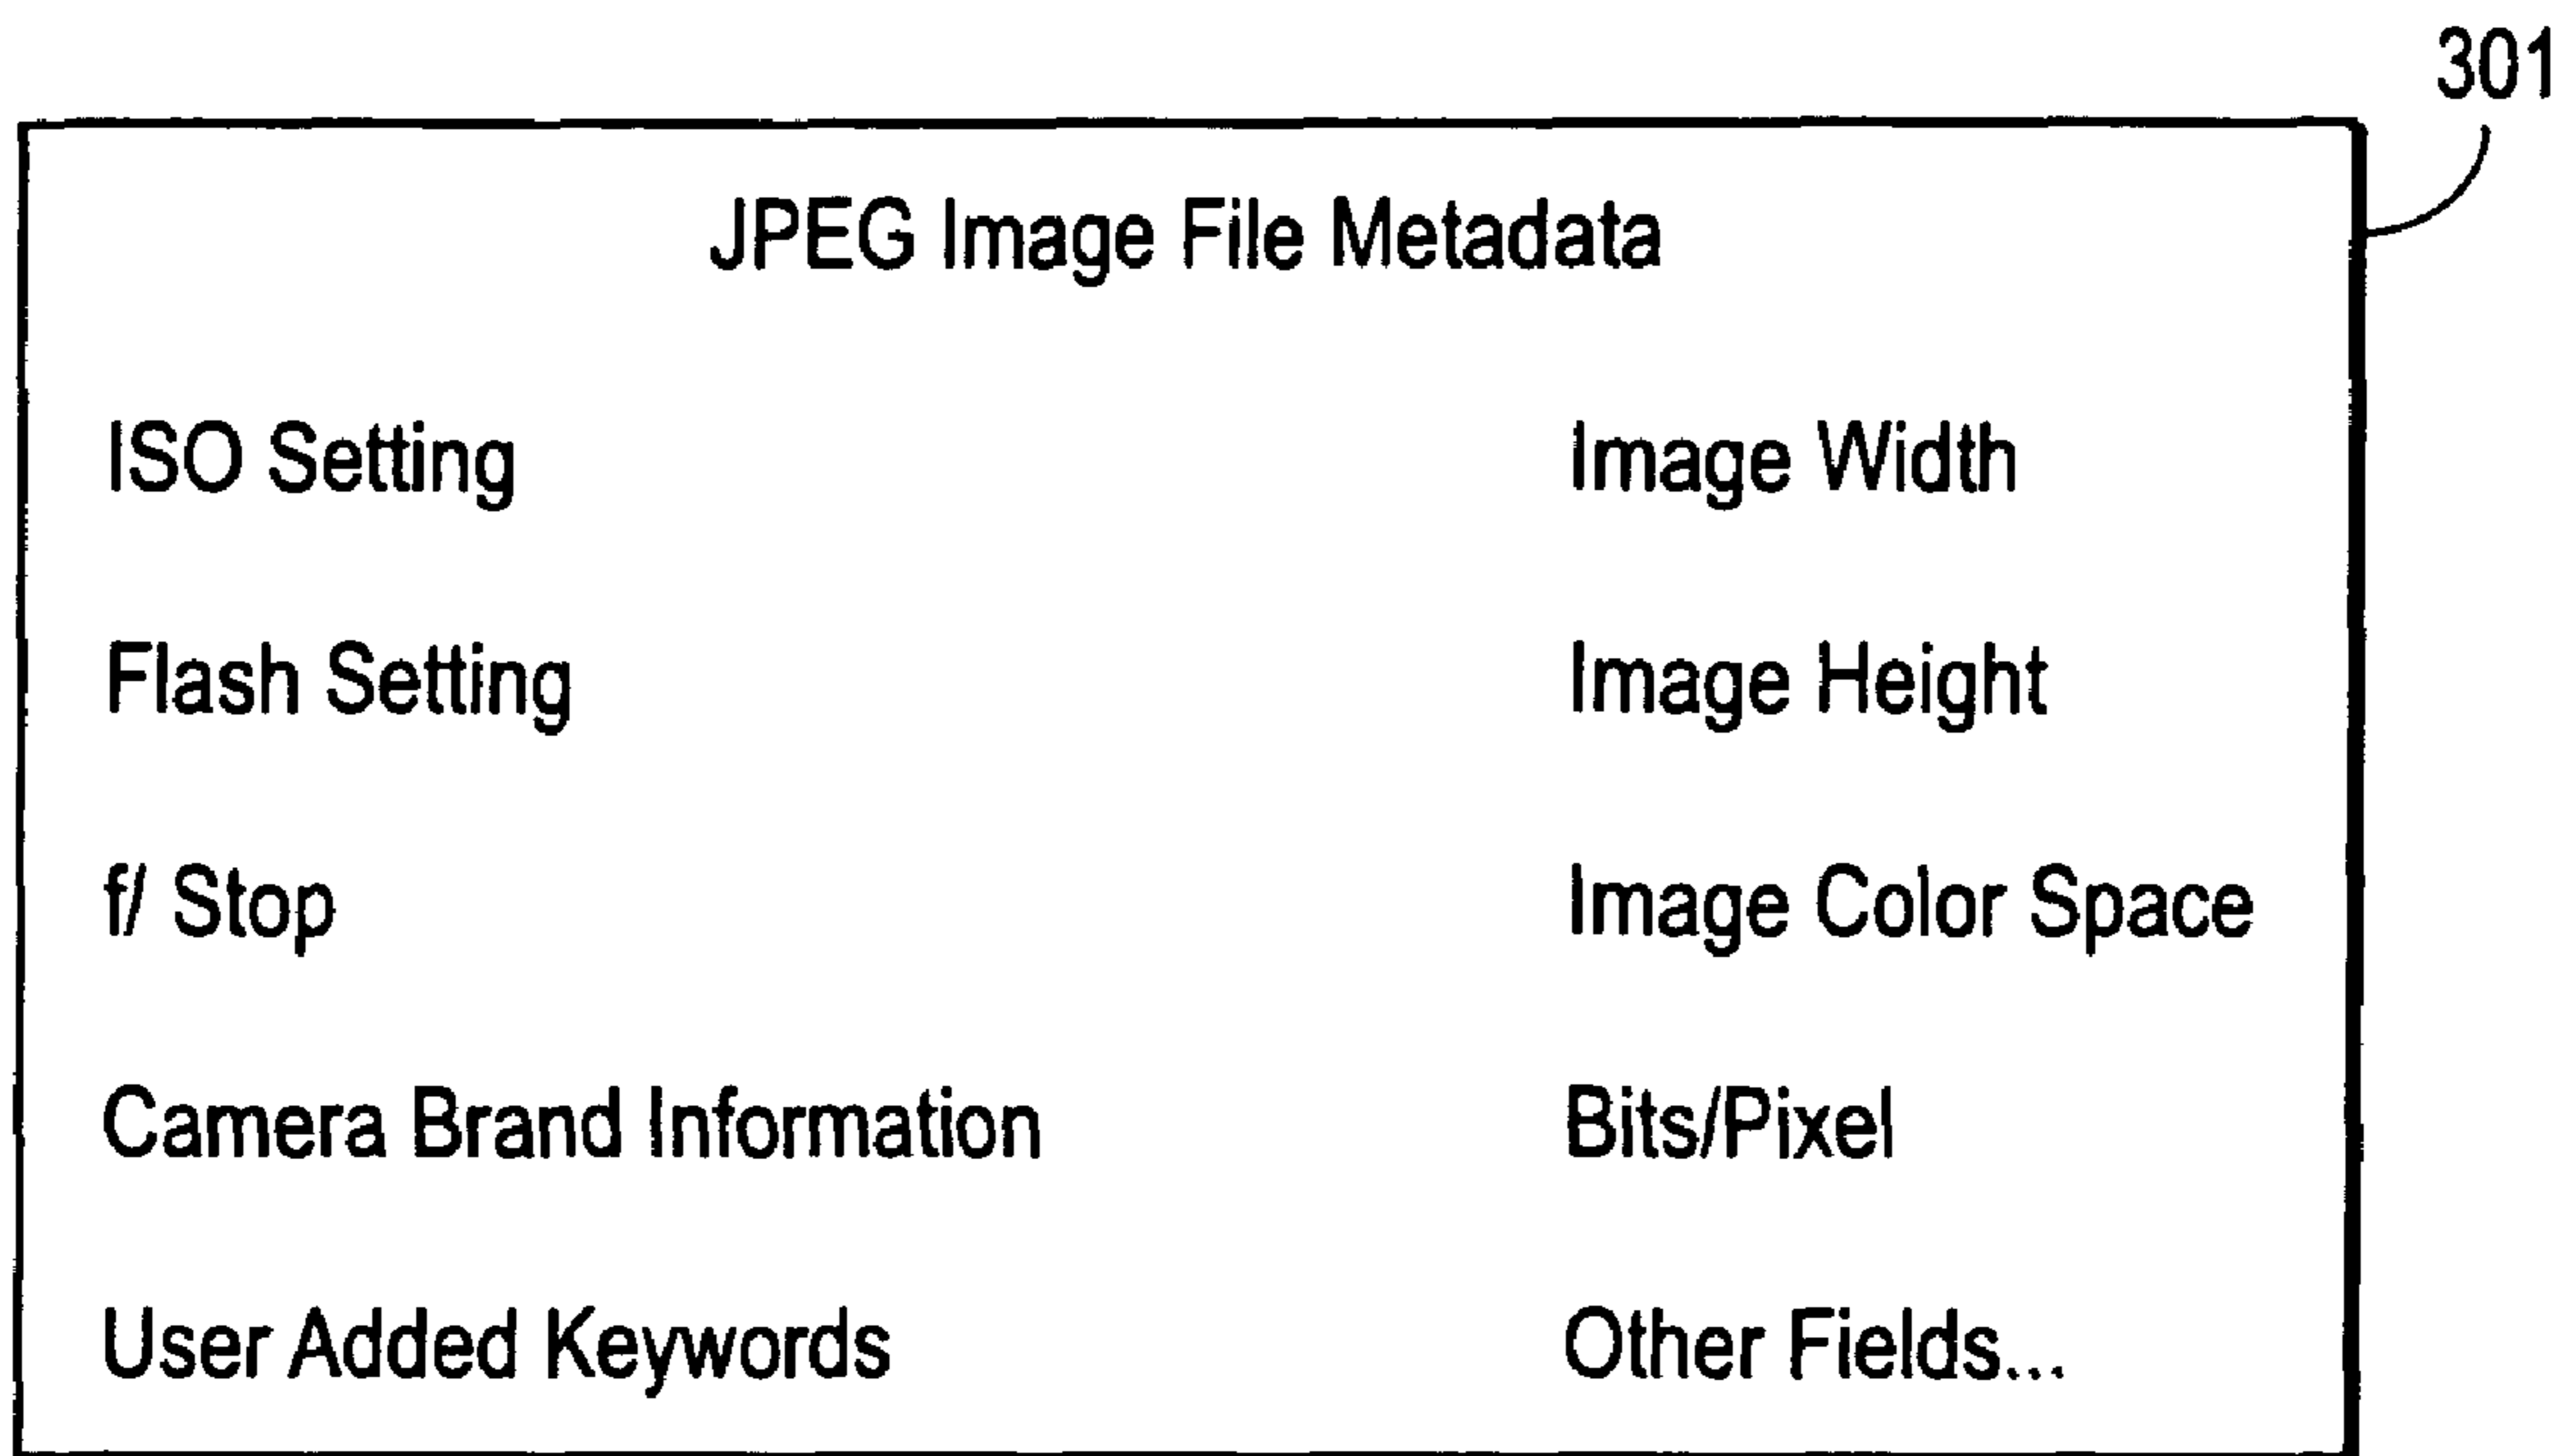 301
JPEG Image File Metadata
ISO Setting Image Width
Flash Setting Image Height
f/ Stop Image Color Space
Camera Brand Information Bits/Pixel
User Added Keywords Other Fields...